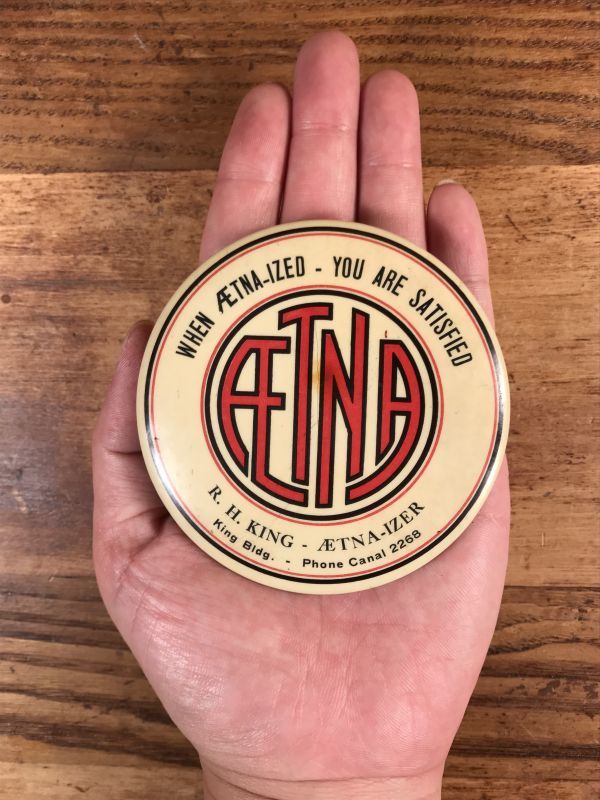 WHEN ÆTNA-IZED - YOU ARE SATISFIED
ÆTNA
R. H. KING - ÆTNA-IZER
King Bldg. - Phone Canal 2268